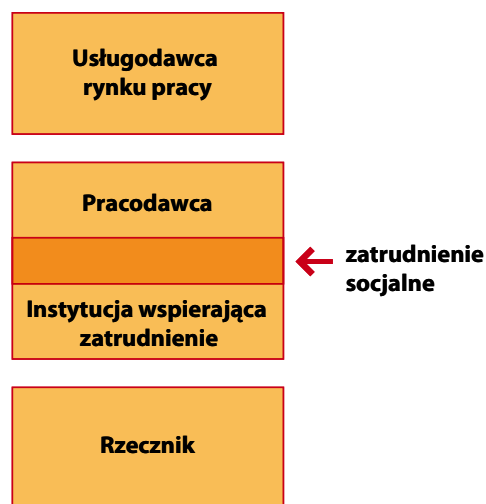 Usługodawca
rynku pracy
Pracodawca
zatrudnienie
socjalne
Instytucja wspierająca
zatrudnienie
Rzecznik